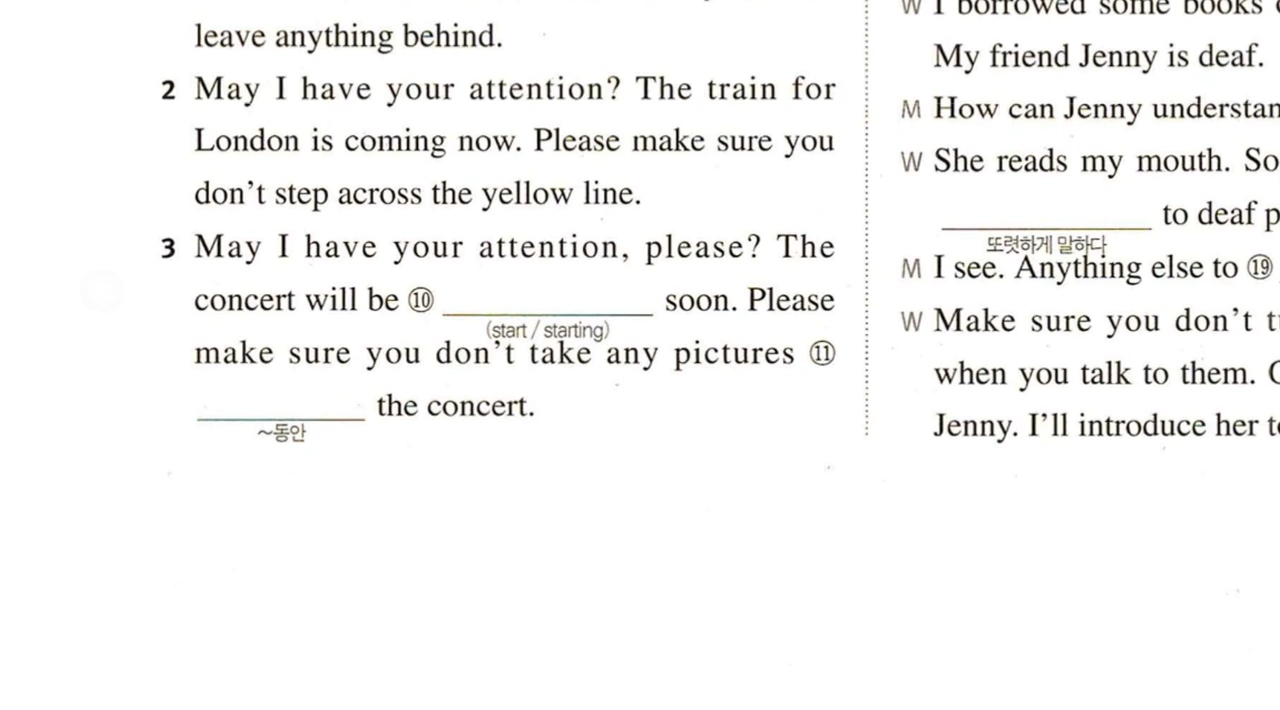 leave anything behind.
2 May I have your attention? The train for
London is coming now. Please make sure you
don't step across the yellow line.
3 May I have your attention, please? The
concert will be ⑩ __________ soon. Please
(start / starting)
make sure you don't take any pictures ⑪
__________ the concert.
~동안
W I borrowed some books
My friend Jenny is deaf.
M How can Jenny understan
W She reads my mouth. So
__________ to deaf p
또렷하게 말하다
M I see. Anything else to ⑲
W Make sure you don't t
when you talk to them.
Jenny. I'll introduce her t